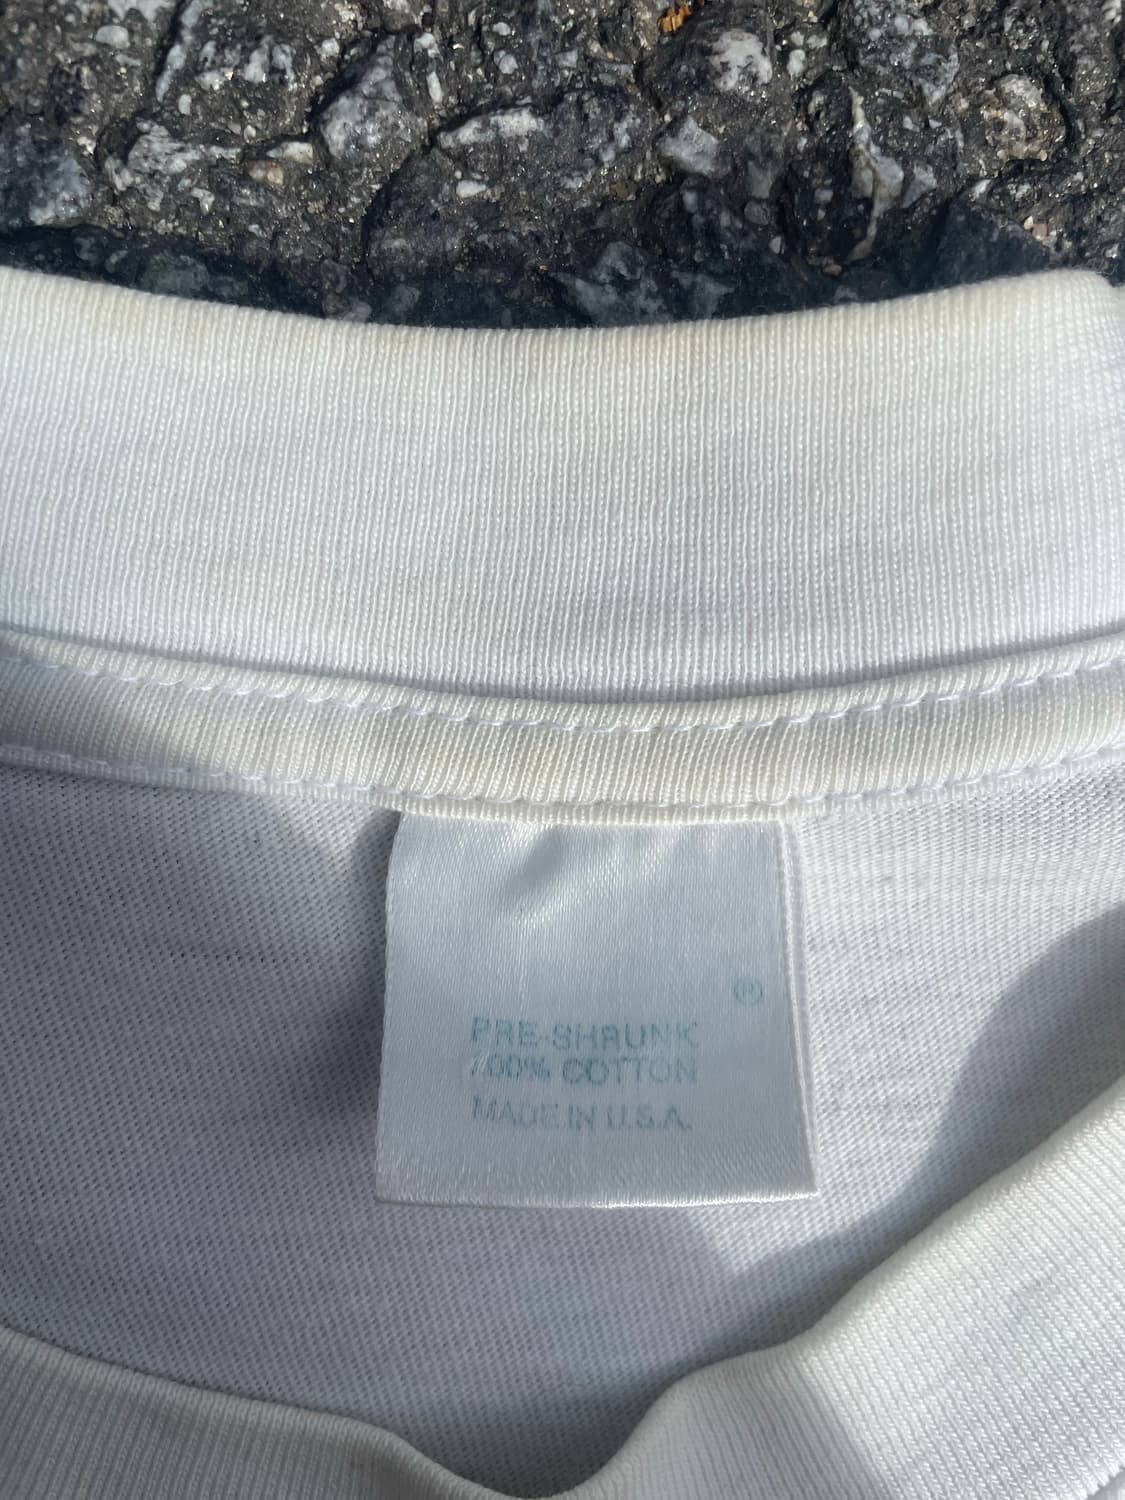 ®
PRE-SHRUNK
100% COTTON
MADE IN U.S.A.